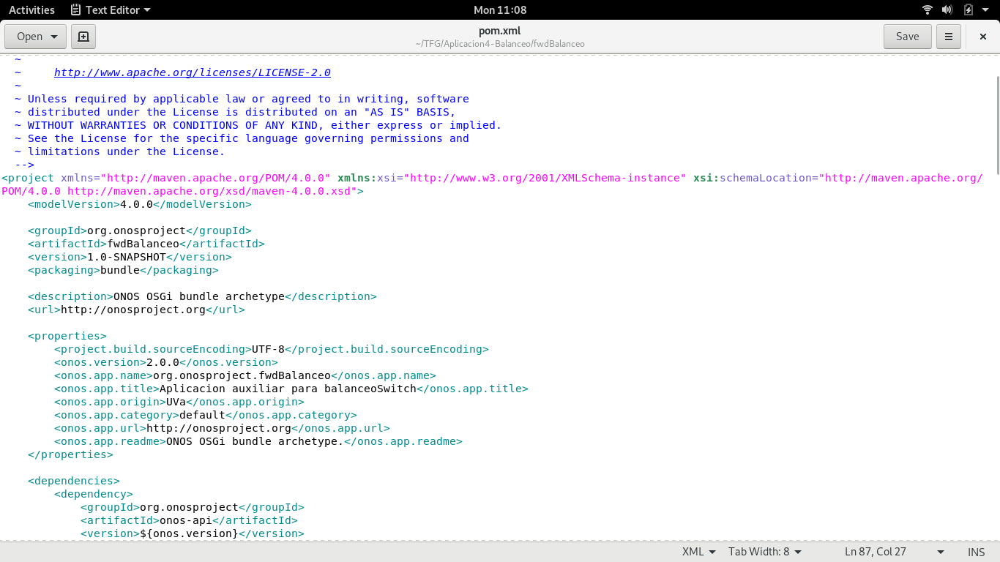 Activities Text Editor Mon 11:08
Open pom.xml Save
~/TFG/Aplicacion4-Balanceo/fwdBalanceo
~
~ http://www.apache.org/licenses/LICENSE-2.0
~
~ Unless required by applicable law or agreed to in writing, software
~ distributed under the License is distributed on an "AS IS" BASIS,
~ WITHOUT WARRANTIES OR CONDITIONS OF ANY KIND, either express or implied.
~ See the License for the specific language governing permissions and
~ limitations under the License.
-->
<project xmlns="http://maven.apache.org/POM/4.0.0" xmlns:xsi="http://www.w3.org/2001/XMLSchema-instance" xsi:schemaLocation="http://maven.apache.org/
POM/4.0.0 http://maven.apache.org/xsd/maven-4.0.0.xsd">
<modelVersion>4.0.0</modelVersion>
<groupId>org.onosproject</groupId>
<artifactId>fwdBalanceo</artifactId>
<version>1.0-SNAPSHOT</version>
<packaging>bundle</packaging>
<description>ONOS OSGi bundle archetype</description>
<url>http://onosproject.org</url>
<properties>
<project.build.sourceEncoding>UTF-8</project.build.sourceEncoding>
<onos.version>2.0.0</onos.version>
<onos.app.name>org.onosproject.fwdBalanceo</onos.app.name>
<onos.app.title>Aplicacion auxiliar para balanceoSwitch</onos.app.title>
<onos.app.origin>UVa</onos.app.origin>
<onos.app.category>default</onos.app.category>
<onos.app.url>http://onosproject.org</onos.app.url>
<onos.app.readme>ONOS OSGi bundle archetype.</onos.app.readme>
</properties>
<dependencies>
<dependency>
<groupId>org.onosproject</groupId>
<artifactId>onos-api</artifactId>
<version>${onos.version}</version>
XML Tab Width: 8 Ln 87, Col 27 INS